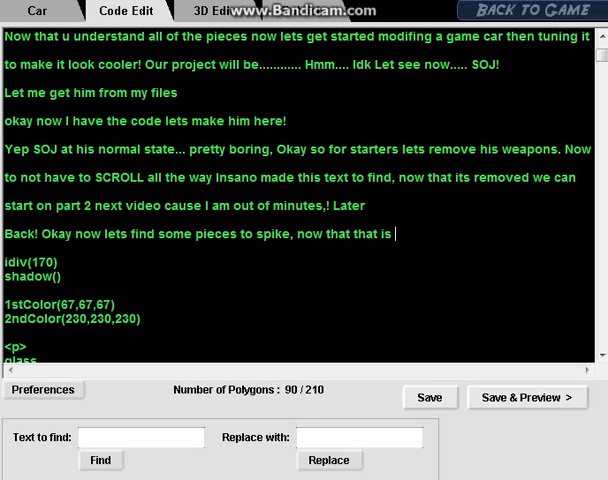 www.Bandicam.com
Car
Code Edit
3D Edi
BACK TO GAME
Now that u understand all of the pieces now lets get started modifing a game car then tuning it
to make it look cooler! Our project will be............ Hmm.... Idk Let see now..... SOJ!
Let me get him from my files
okay now I have the code lets make him here!
Yep SOJ at his normal state... pretty boring, Okay so for starters lets remove his weapons. Now
to not have to SCROLL all the way Insano made this text to find, now that its removed we can
start on part 2 next video cause I am out of minutes,! Later
Back! Okay now lets find some pieces to spike, now that that is
idiv(170)
shadow()
1stColor(67,67,67)
2ndColor(230,230,230)
<p>
glass
Preferences
Number of Polygons : 90 / 210
Save
Save & Preview >
Text to find:
Replace with:
Find
Replace